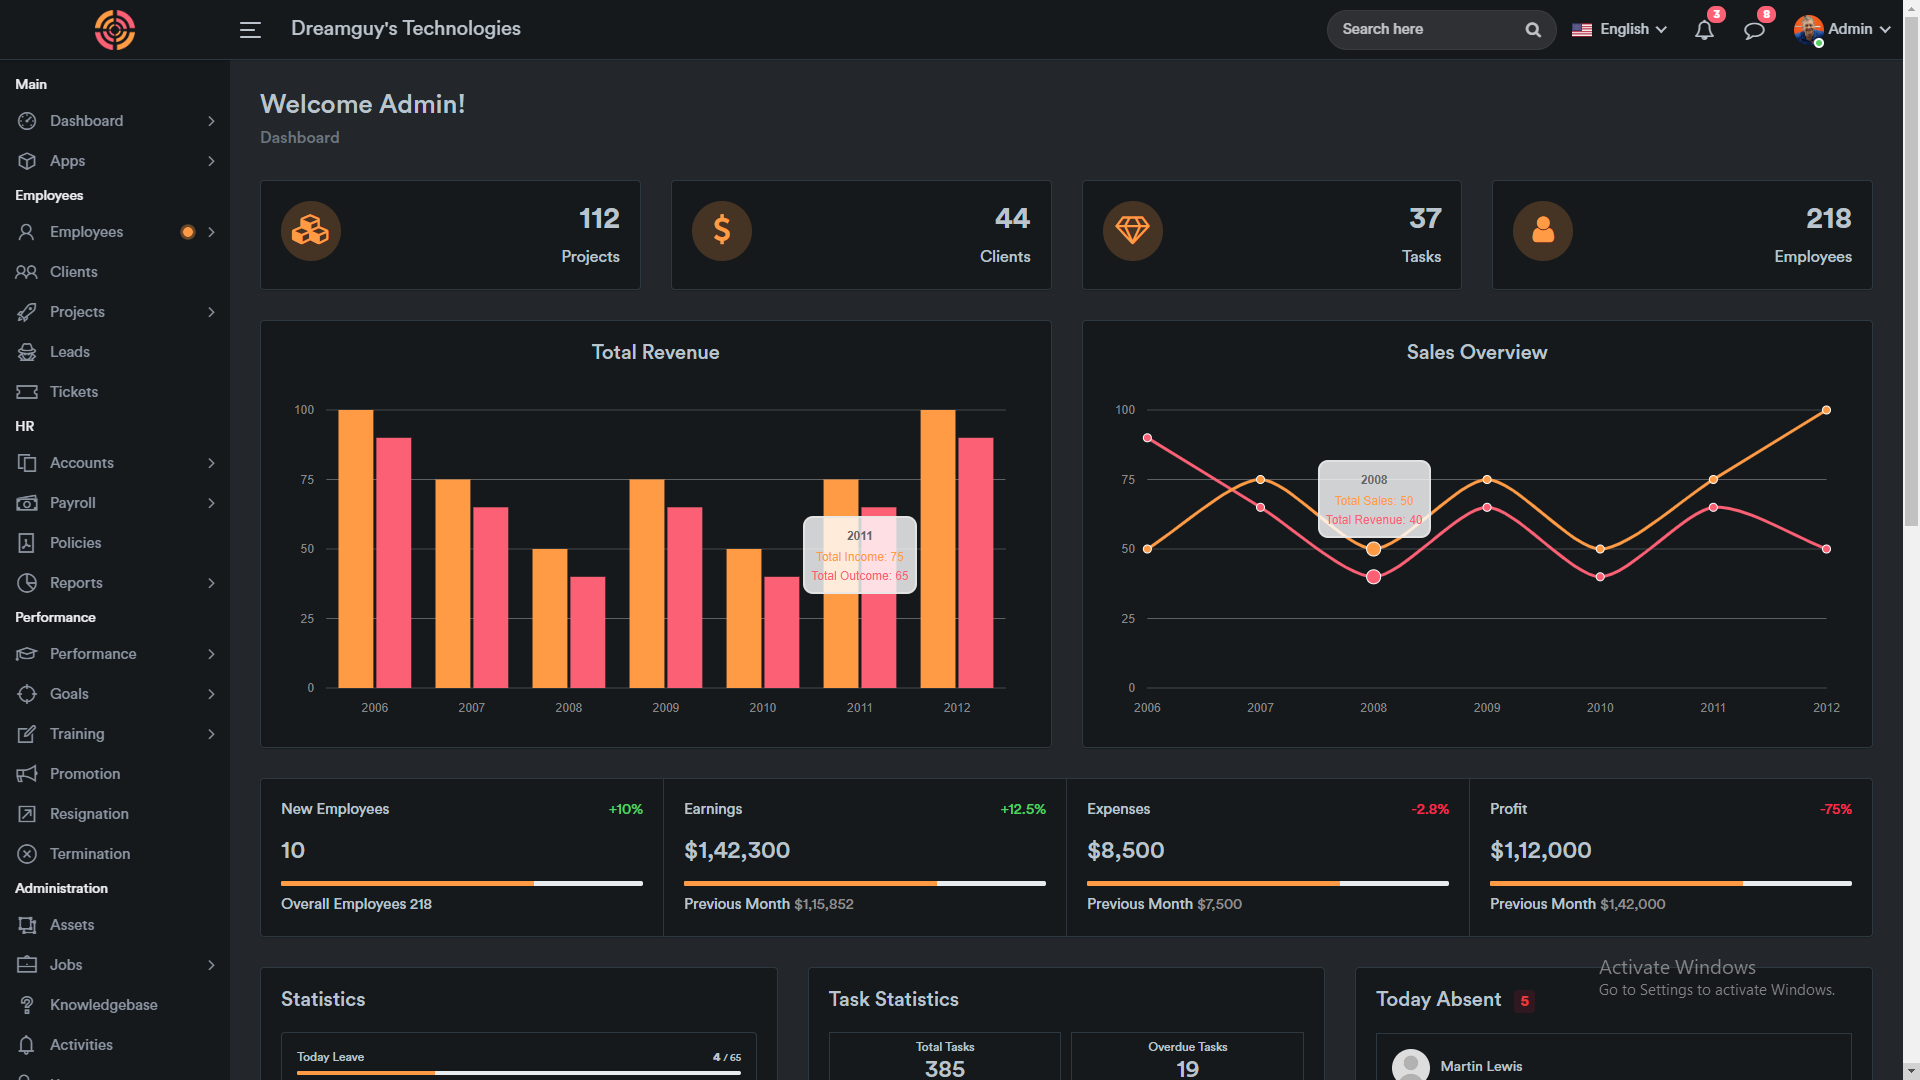 Dreamguy's Technologies
Search here
English
3
8
Admin
Main
Dashboard
Apps
Employees
Employees
Clients
Projects
Leads
Tickets
HR
Accounts
Payroll
Policies
Reports
Performance
Performance
Goals
Training
Promotion
Resignation
Termination
Administration
Assets
Jobs
Knowledgebase
Activities
Welcome Admin!
Dashboard
112
Projects
44
Clients
37
Tasks
218
Employees
Total Revenue
100
75
50
25
0
2006 2007 2008 2009 2010 2011 2012
2011
Total Income: 75
Total Outcome: 65
Sales Overview
100
75
50
25
0
2006 2007 2008 2009 2010 2011 2012
2008
Total Sales: 50
Total Revenue: 40
New Employees +10%
10
Overall Employees 218
Earnings +12.5%
$1,42,300
Previous Month $1,15,852
Expenses -2.8%
$8,500
Previous Month $7,500
Profit -75%
$1,12,000
Previous Month $1,42,000
Statistics
Today Leave 4 / 65
Task Statistics
Total Tasks
385
Overdue Tasks
19
Today Absent 5
Martin Lewis
Activate Windows
Go to Settings to activate Windows.